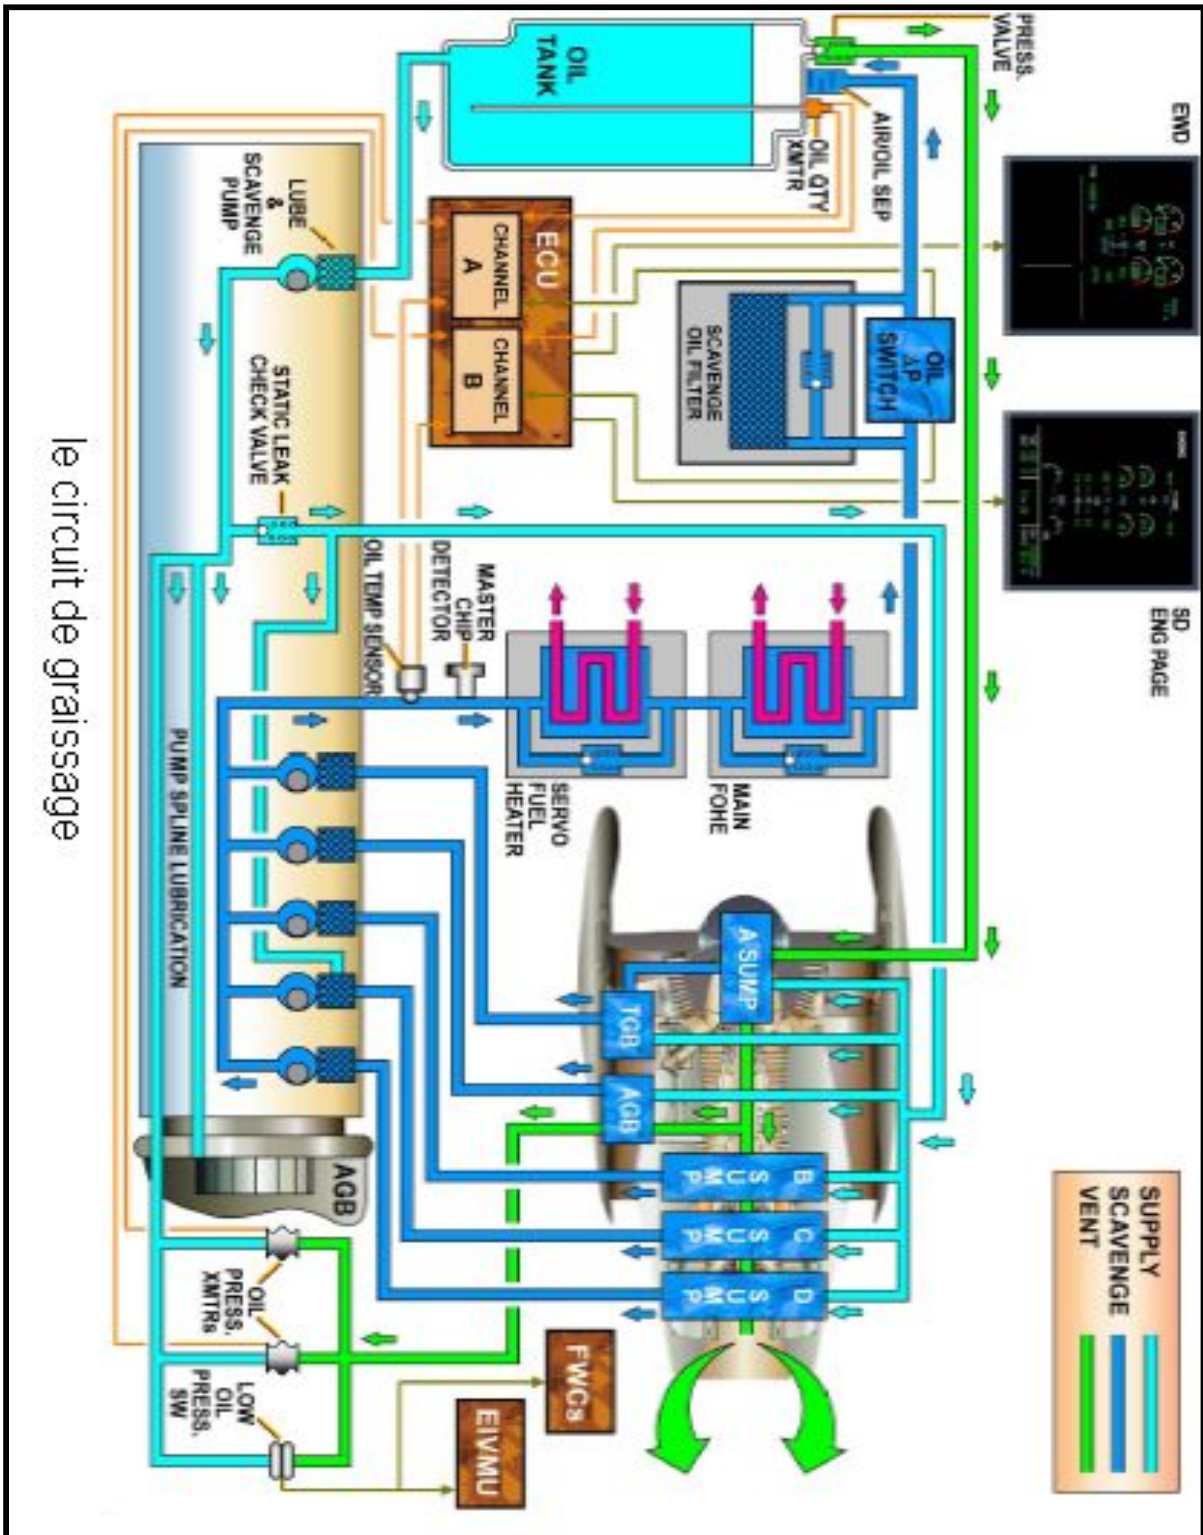 PRESS.
VALVE
OIL
TANK
AIR/OIL SEP
OIL QTY
XMTR
EWD
SD
ENG PAGE
SUPPLY
SCAVENGE
VENT
LUBE
&
SCAVENGE
PUMP
ECU
CHANNEL
A
CHANNEL
B
SCAVENGE
OIL FILTER
OIL
ΔP
SWITCH
STATIC LEAK
CHECK VALVE
OIL TEMP SENSOR
MASTER
CHIP
DETECTOR
SERVO
FUEL
HEATER
MAIN
FOHE
PUMP SPLINE LUBRICATION
A SUMP
TGB
AGB
B
SUMP
C
SUMP
D
SUMP
AGB
OIL
PRESS.
XMTRs
LOW
OIL
PRESS.
SW
FWCs
EIVMU
le circuit de graissage